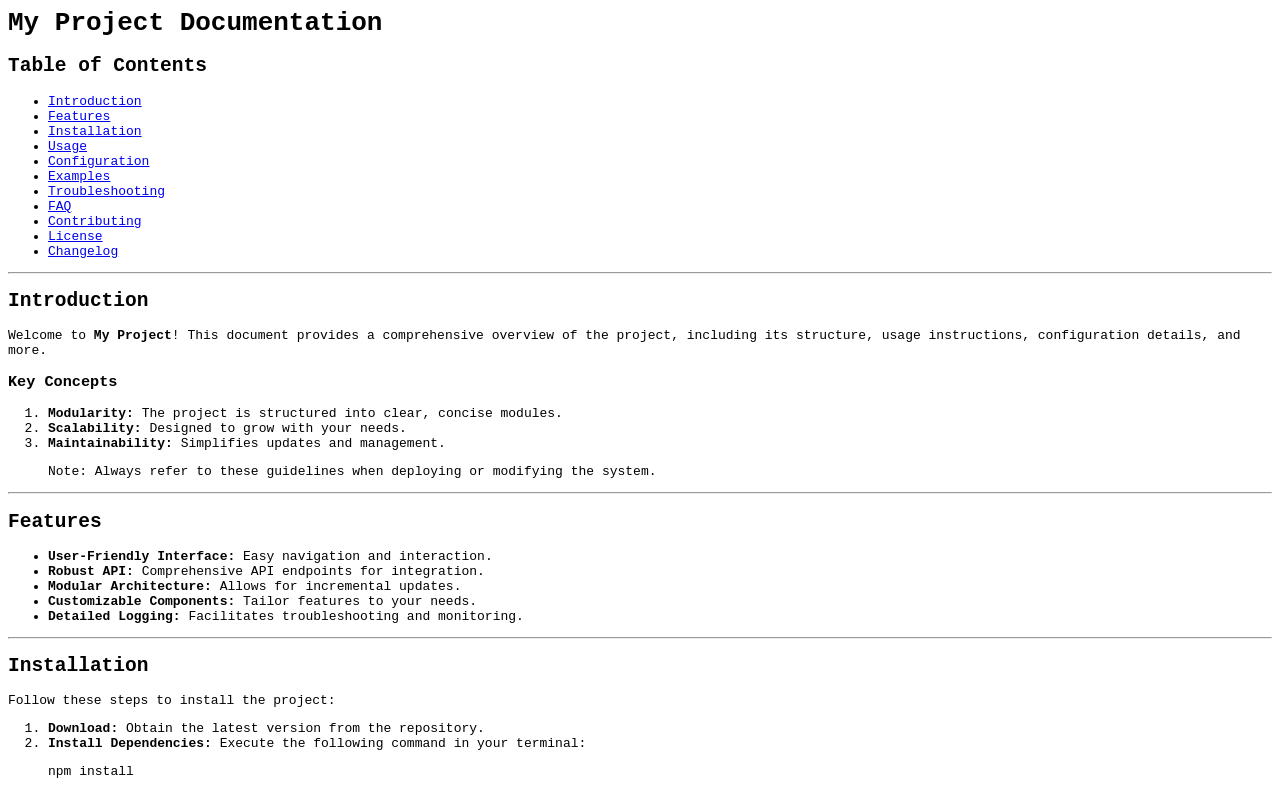 My Project Documentation
Table of Contents
• Introduction
• Features
• Installation
• Usage
• Configuration
• Examples
• Troubleshooting
• FAQ
• Contributing
• License
• Changelog
Introduction
Welcome to My Project! This document provides a comprehensive overview of the project, including its structure, usage instructions, configuration details, and
more.
Key Concepts
1. Modularity: The project is structured into clear, concise modules.
2. Scalability: Designed to grow with your needs.
3. Maintainability: Simplifies updates and management.
Note: Always refer to these guidelines when deploying or modifying the system.
Features
• User-Friendly Interface: Easy navigation and interaction.
• Robust API: Comprehensive API endpoints for integration.
• Modular Architecture: Allows for incremental updates.
• Customizable Components: Tailor features to your needs.
• Detailed Logging: Facilitates troubleshooting and monitoring.
Installation
Follow these steps to install the project:
1. Download: Obtain the latest version from the repository.
2. Install Dependencies: Execute the following command in your terminal:
npm install